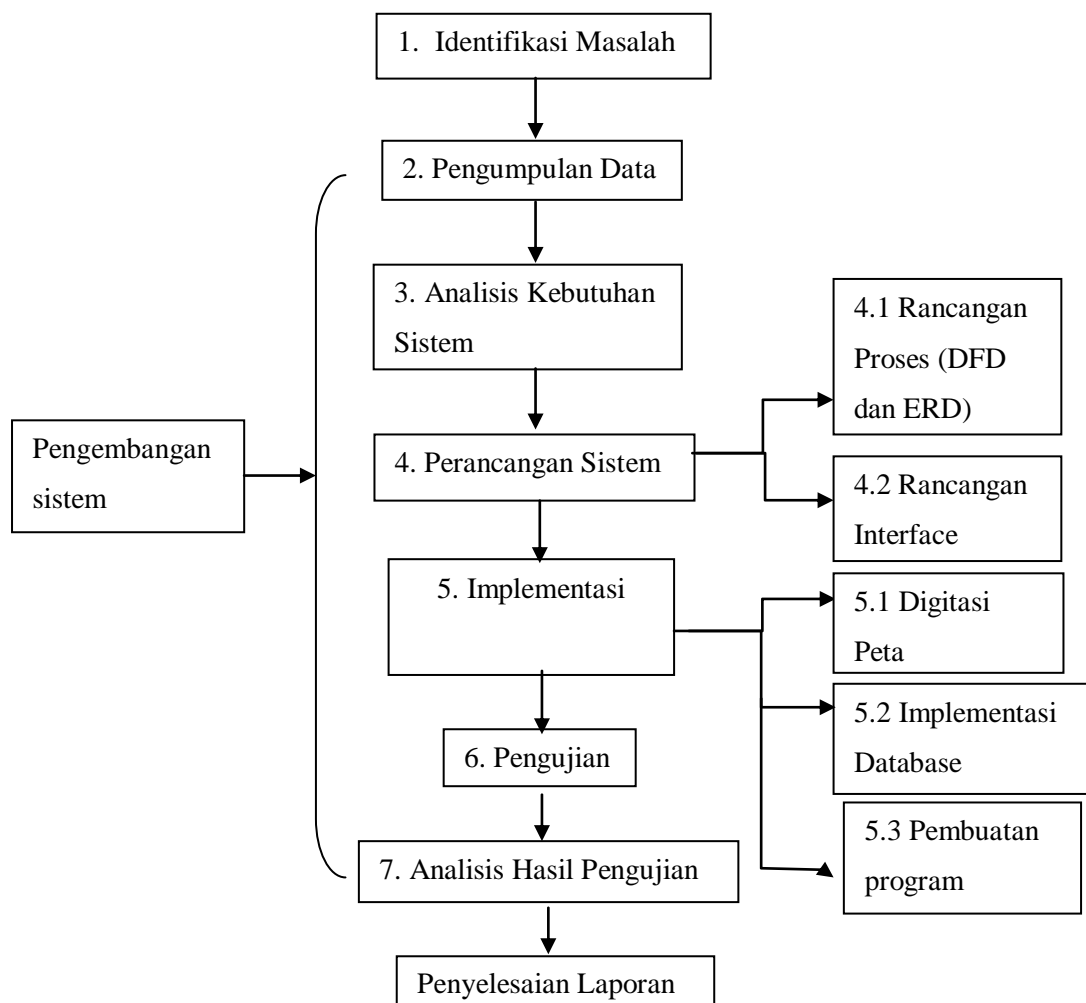 1. Identifikasi Masalah
2. Pengumpulan Data
3. Analisis Kebutuhan
Sistem
4.1 Rancangan
Proses (DFD
dan ERD)
Pengembangan
sistem
4. Perancangan Sistem
4.2 Rancangan
Interface
5. Implementasi
5.1 Digitasi
Peta
5.2 Implementasi
Database
6. Pengujian
5.3 Pembuatan
program
7. Analisis Hasil Pengujian
Penyelesaian Laporan